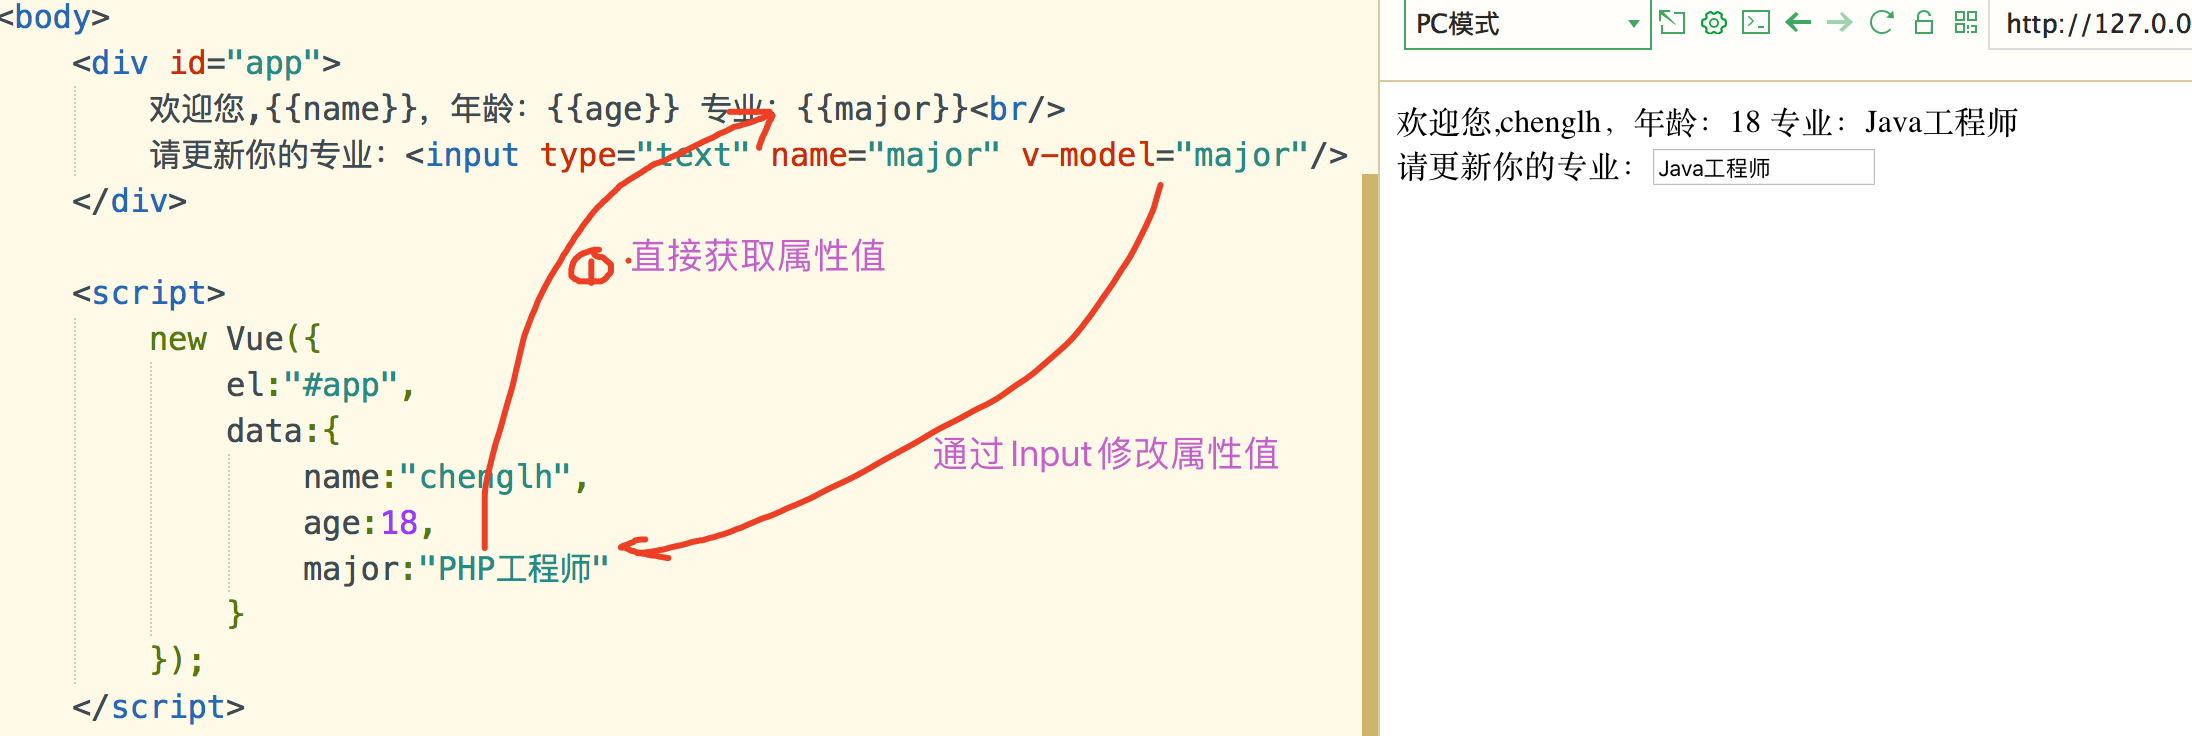 <body>
<div id="app">
欢迎您,{{name}}，年龄：{{age}} 专业：{{major}}<br/>
请更新你的专业：<input type="text" name="major" v-model="major"/>
</div>
① .直接获取属性值
<script>
new Vue({
el:"#app",
data:{
通过Input修改属性值
name:"chenglh",
age:18,
major:"PHP工程师"
}
});
</script>
PC模式
http://127.0.0
欢迎您,chenglh，年龄：18 专业：Java工程师
请更新你的专业：Java工程师